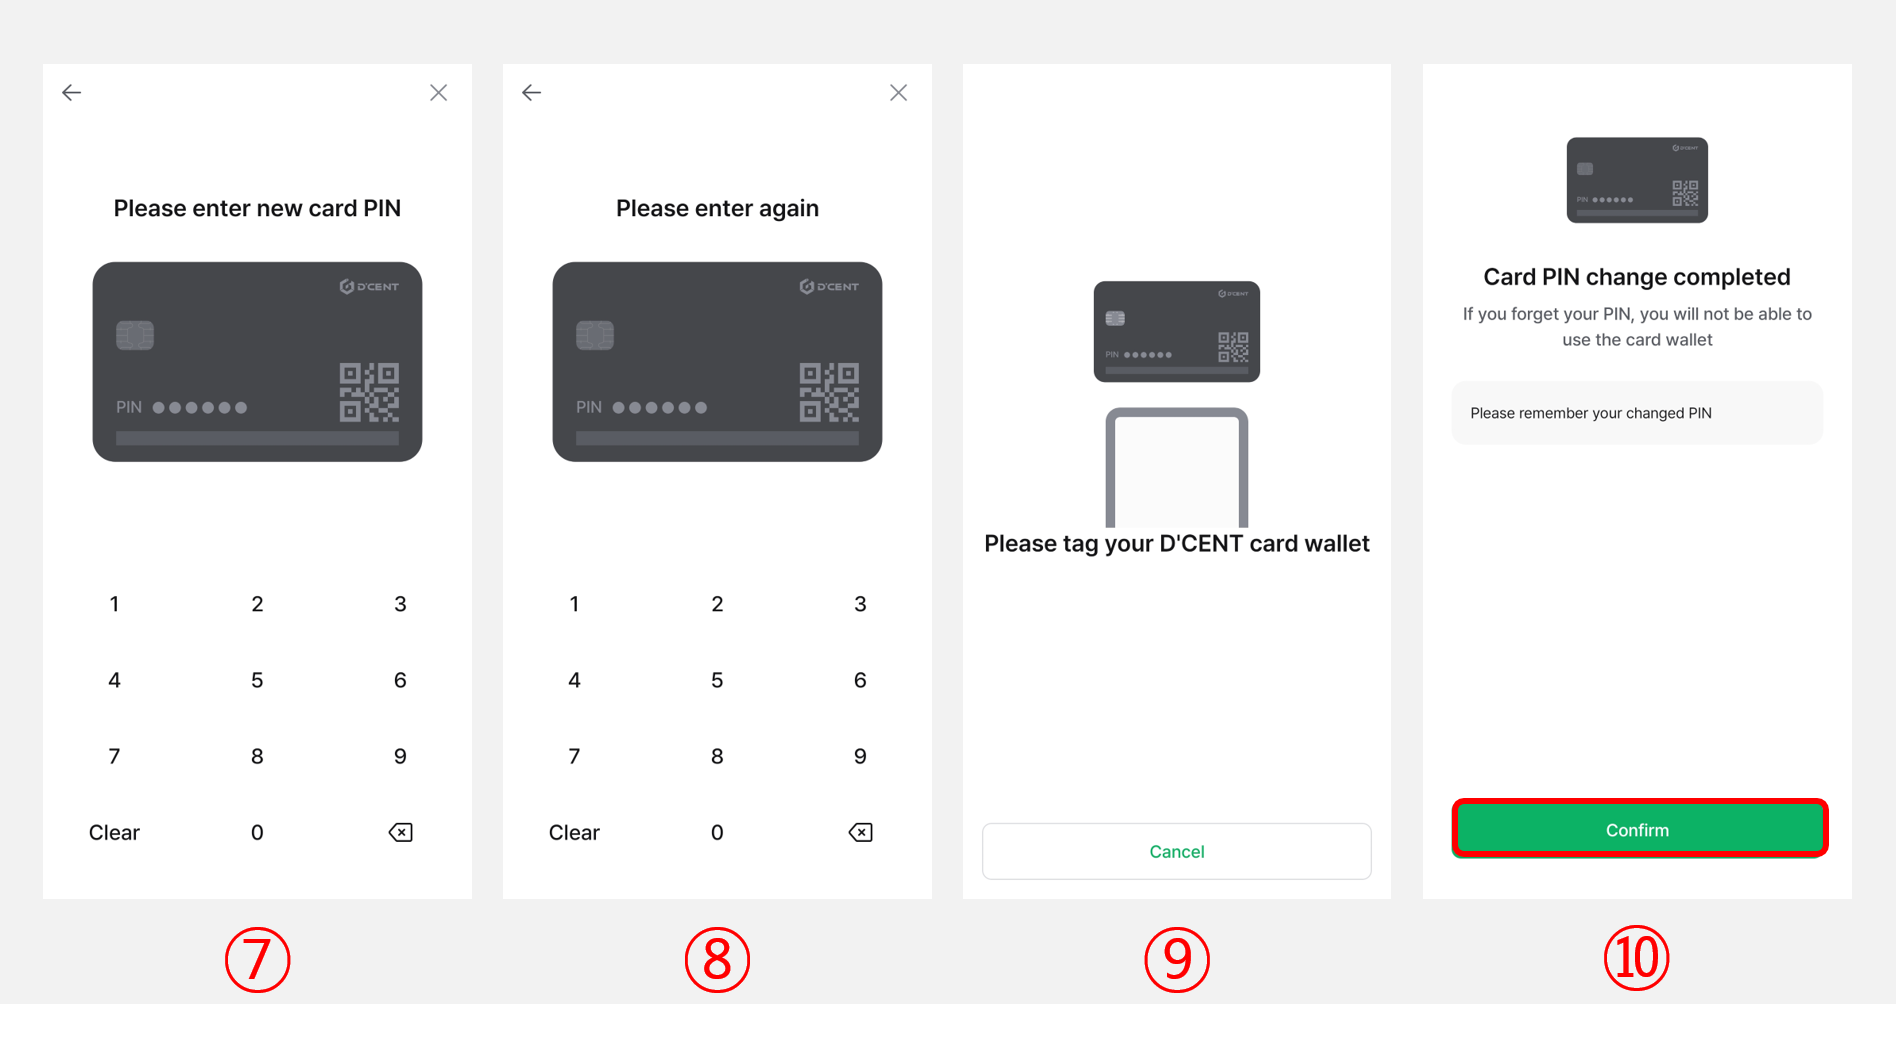 Please enter new card PIN
D'CENT
PIN
1 2 3
4 5 6
7 8 9
Clear 0
⑦
Please enter again
D'CENT
PIN
1 2 3
4 5 6
7 8 9
Clear 0
⑧
D'CENT
PIN
Please tag your D'CENT card wallet
Cancel
⑨
D'CENT
PIN
Card PIN change completed
If you forget your PIN, you will not be able to
use the card wallet
Please remember your changed PIN
Confirm
⑩